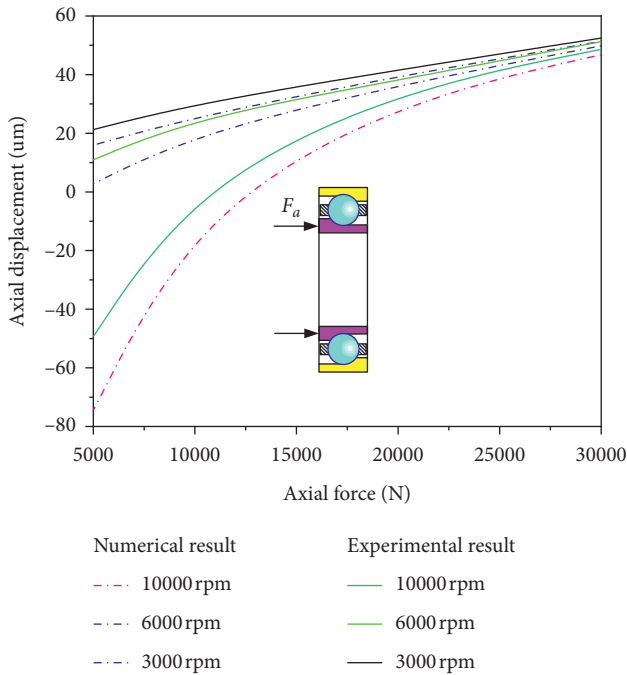 60
40
20
0
−20
−40
−60
−80
Axial displacement (um)
Fa
5000 10000 15000 20000 25000 30000
Axial force (N)
Numerical result Experimental result
10000 rpm 10000 rpm
6000 rpm 6000 rpm
3000 rpm 3000 rpm